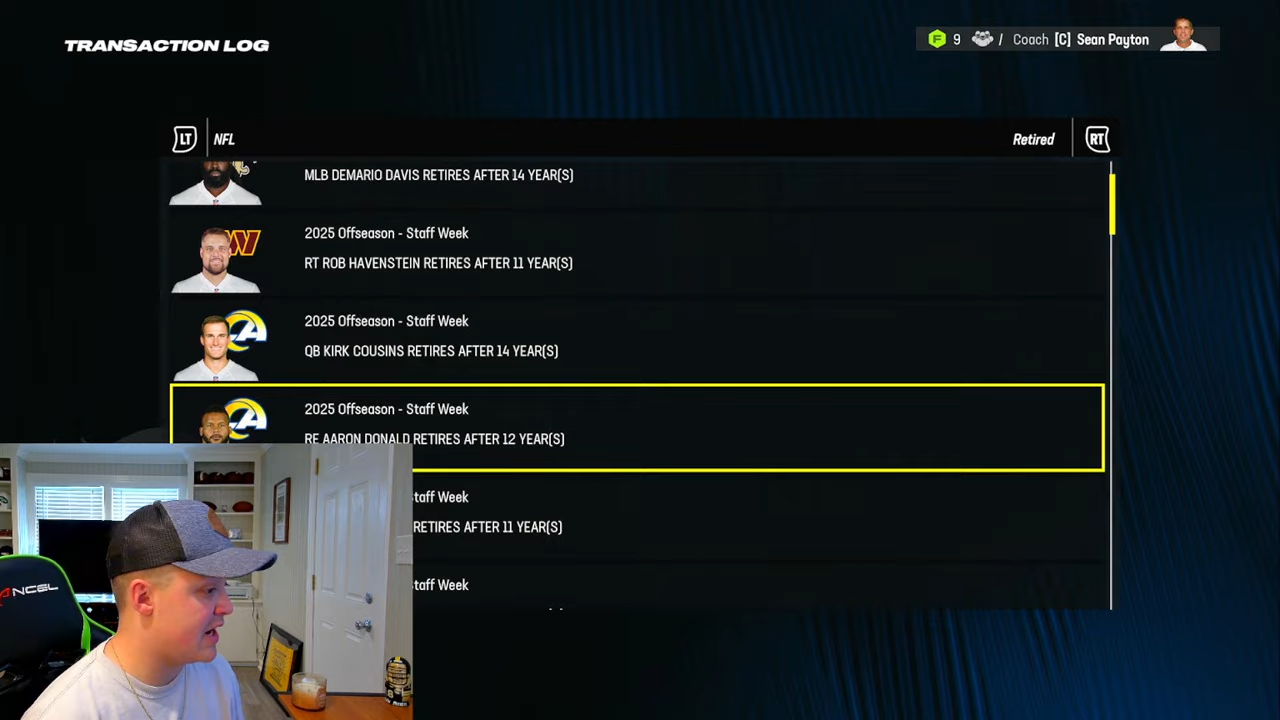 TRANSACTION LOG
F 9 / Coach [C] Sean Payton
LT NFL Retired RT
MLB DEMARIO DAVIS RETIRES AFTER 14 YEAR(S)
2025 Offseason - Staff Week
RT ROB HAVENSTEIN RETIRES AFTER 11 YEAR(S)
2025 Offseason - Staff Week
QB KIRK COUSINS RETIRES AFTER 14 YEAR(S)
2025 Offseason - Staff Week
RE AARON DONALD RETIRES AFTER 12 YEAR(S)
Staff Week
RETIRES AFTER 11 YEAR(S)
Staff Week